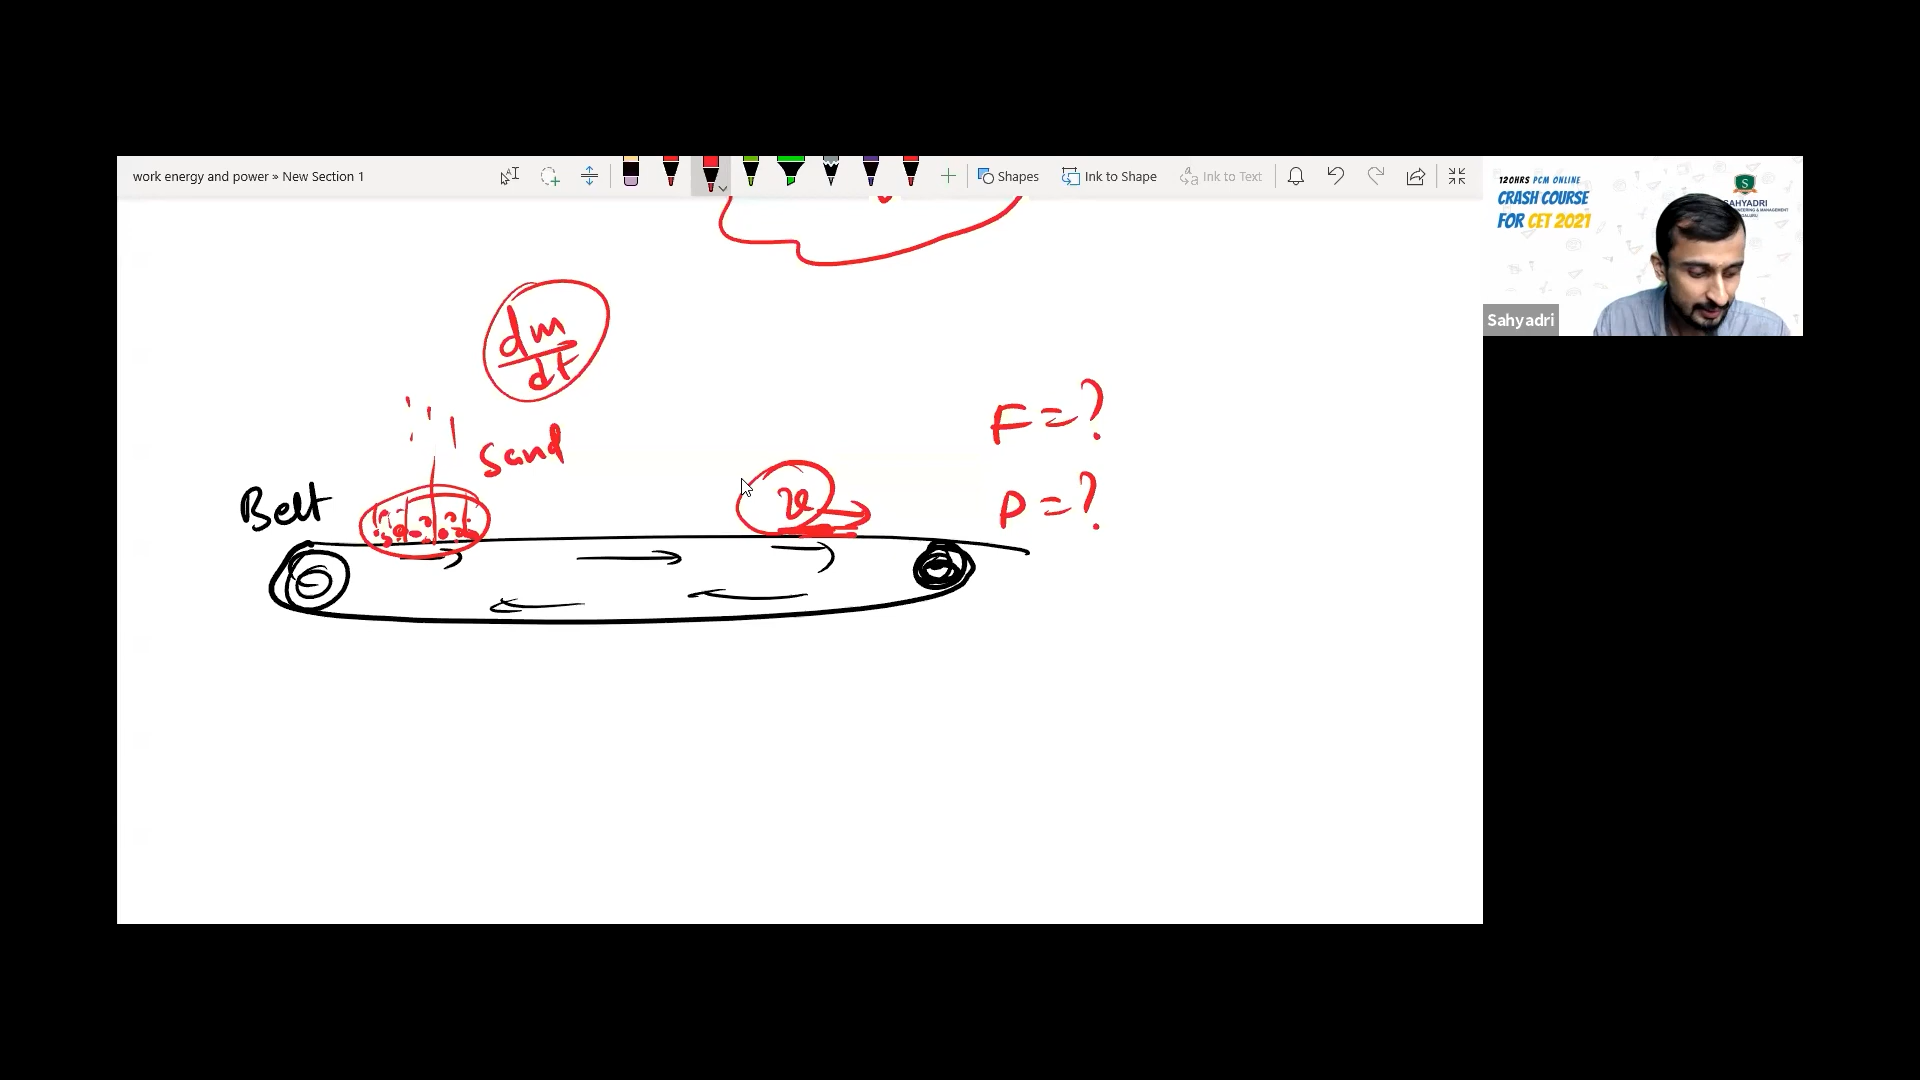 work energy and power » New Section 1
Shapes
Ink to Shape
Ink to Text
120HRS PCM ONLINE
CRASH COURSE
FOR CET 2021
S
SAHYADRI
Sahyadri
dm
dt
F = ?
Sand
v
P = ?
Belt